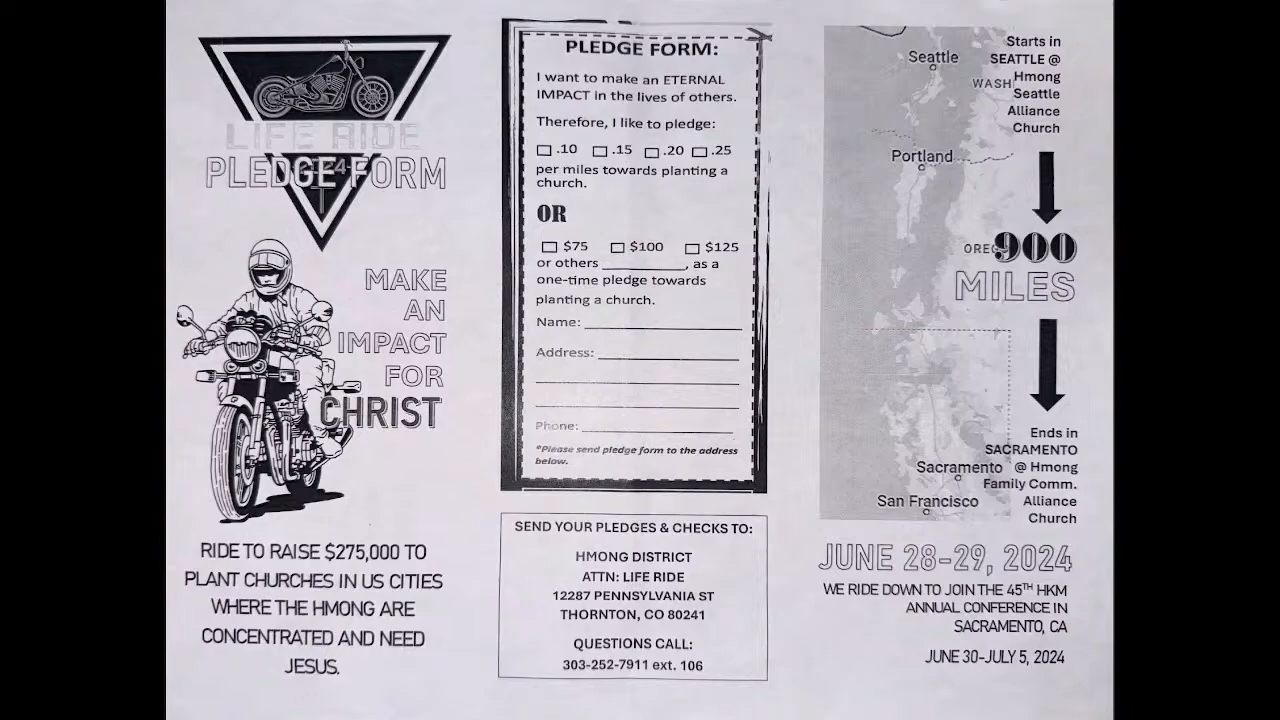 LIFE RIDE
PLEDGE FORM
MAKE
AN
IMPACT
FOR
CHRIST
RIDE TO RAISE $275,000 TO
PLANT CHURCHES IN US CITIES
WHERE THE HMONG ARE
CONCENTRATED AND NEED
JESUS.
PLEDGE FORM:
I want to make an ETERNAL
IMPACT in the lives of others.
Therefore, I like to pledge:
.10 .15 .20 .25
per miles towards planting a
church.
OR
$75 $100 $125
or others ________, as a
one-time pledge towards
planting a church.
Name:
Address:
Phone:
*Please send pledge form to the address
below.
SEND YOUR PLEDGES & CHECKS TO:
HMONG DISTRICT
ATTN: LIFE RIDE
12287 PENNSYLVANIA ST
THORNTON, CO 80241
QUESTIONS CALL:
303-252-7911 ext. 106
Seattle
WASH
Portland
OREG
Sacramento
San Francisco
Starts in
SEATTLE @
Hmong
Seattle
Alliance
Church
900
MILES
Ends in
SACRAMENTO
@ Hmong
Family Comm.
Alliance
Church
JUNE 28-29, 2024
WE RIDE DOWN TO JOIN THE 45TH HKM
ANNUAL CONFERENCE IN
SACRAMENTO, CA
JUNE 30-JULY 5, 2024